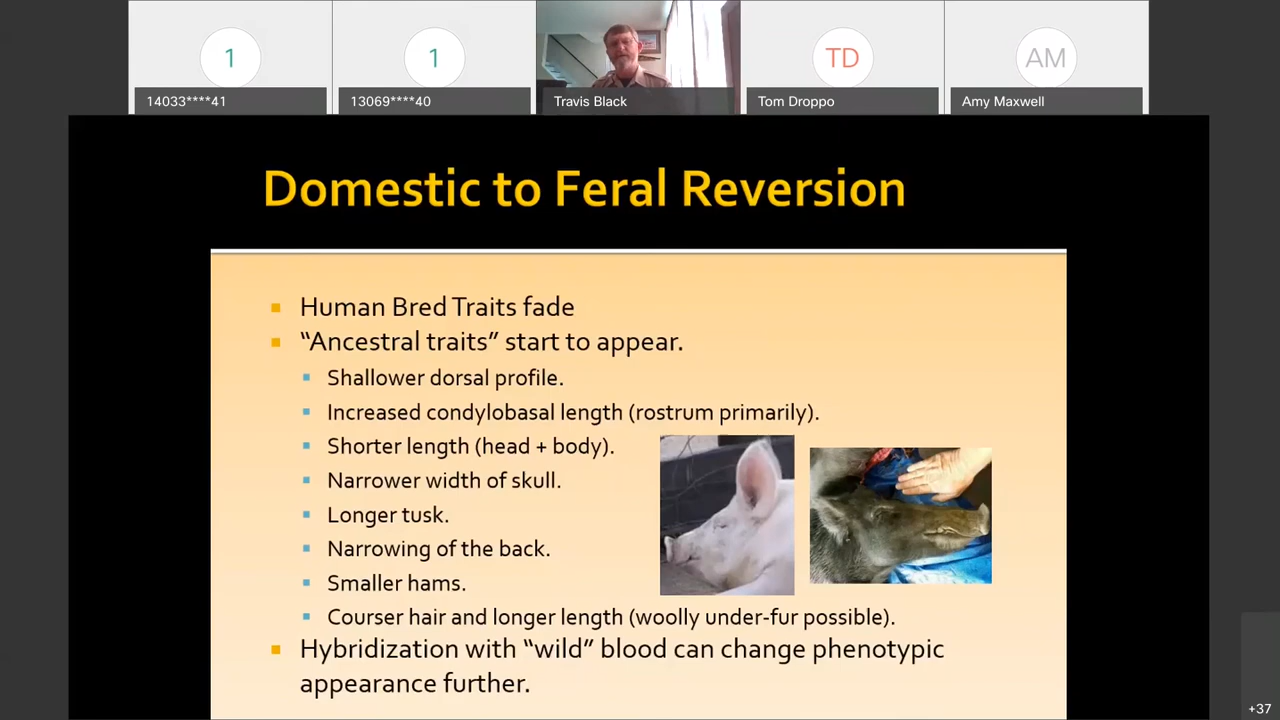 1
1
TD
AM
14033****41
13069****40
Travis Black
Tom Droppo
Amy Maxwell
Domestic to Feral Reversion
Human Bred Traits fade
“Ancestral traits” start to appear.
Shallower dorsal profile.
Increased condylobasal length (rostrum primarily).
Shorter length (head + body).
Narrower width of skull.
Longer tusk.
Narrowing of the back.
Smaller hams.
Courser hair and longer length (woolly under-fur possible).
Hybridization with “wild” blood can change phenotypic
appearance further.
+37